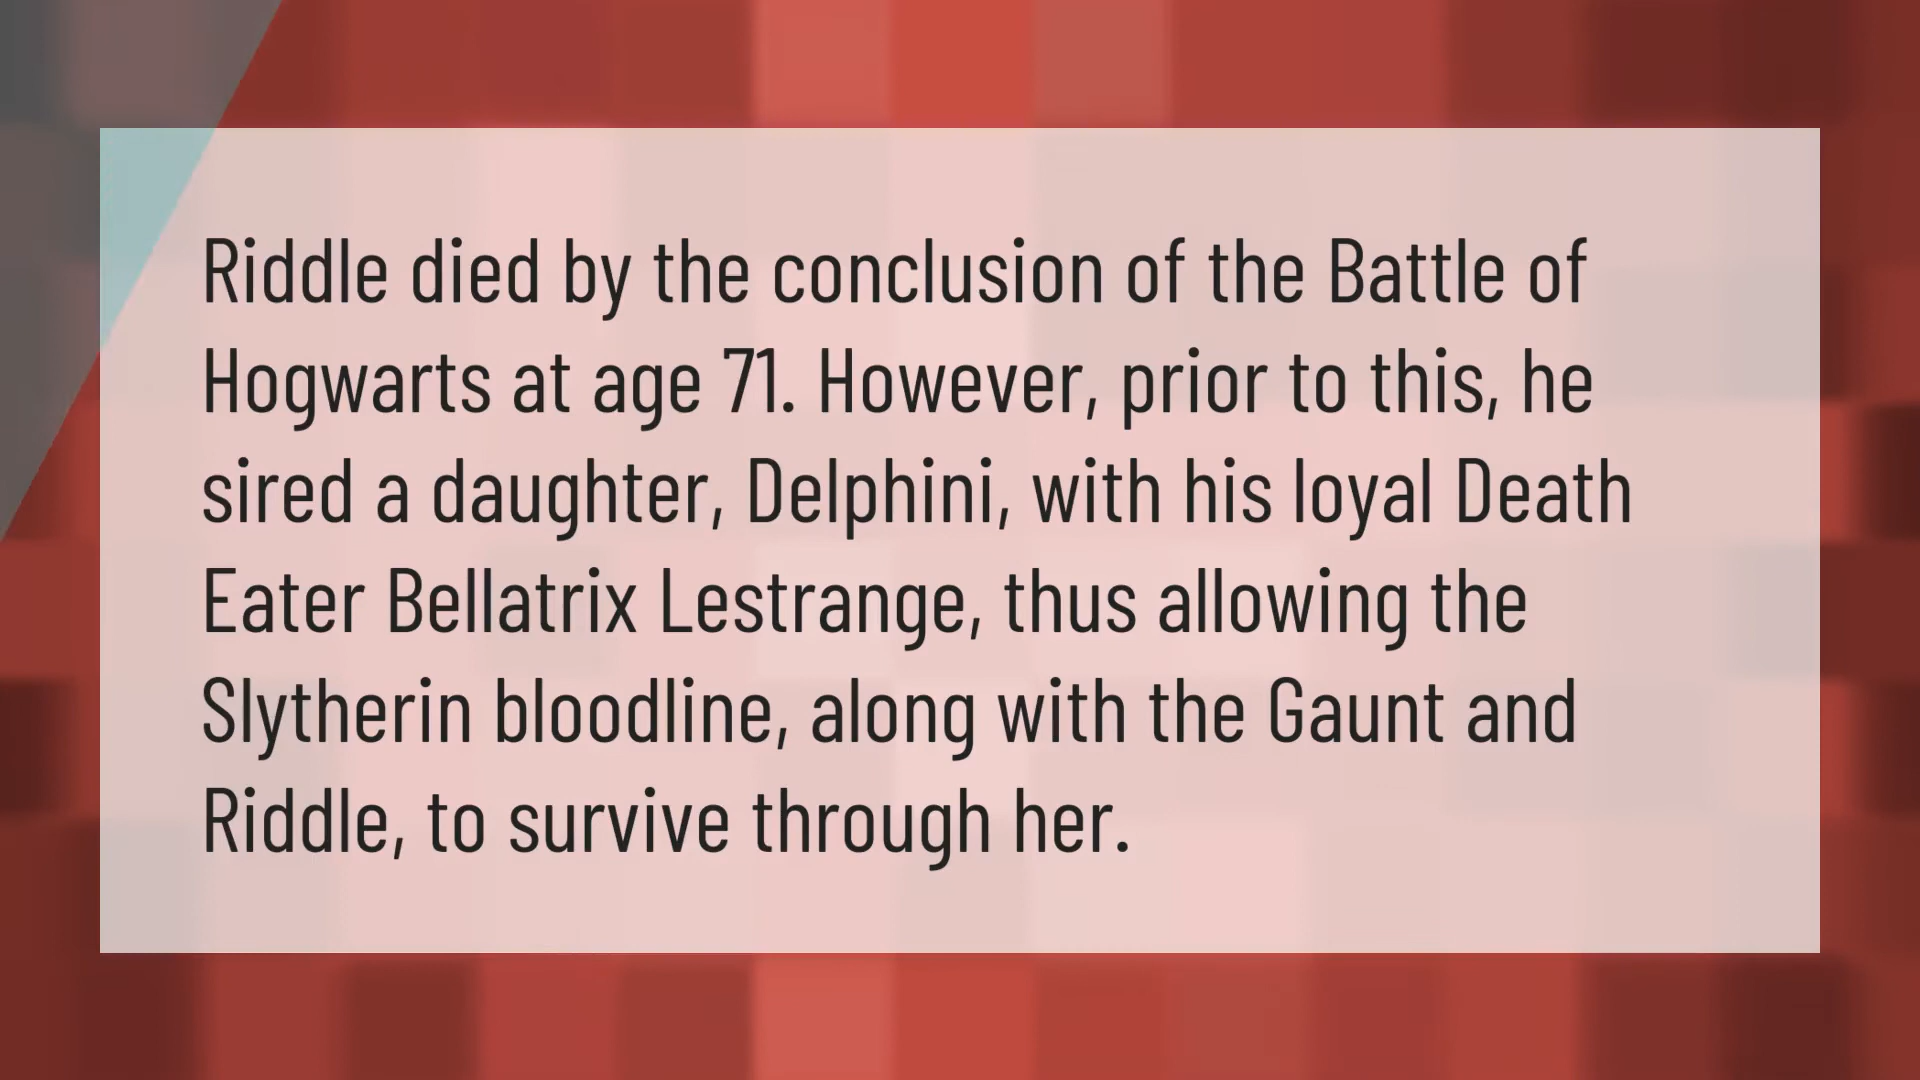 Riddle died by the conclusion of the Battle of
Hogwarts at age 71. However, prior to this, he
sired a daughter, Delphini, with his loyal Death
Eater Bellatrix Lestrange, thus allowing the
Slytherin bloodline, along with the Gaunt and
Riddle, to survive through her.